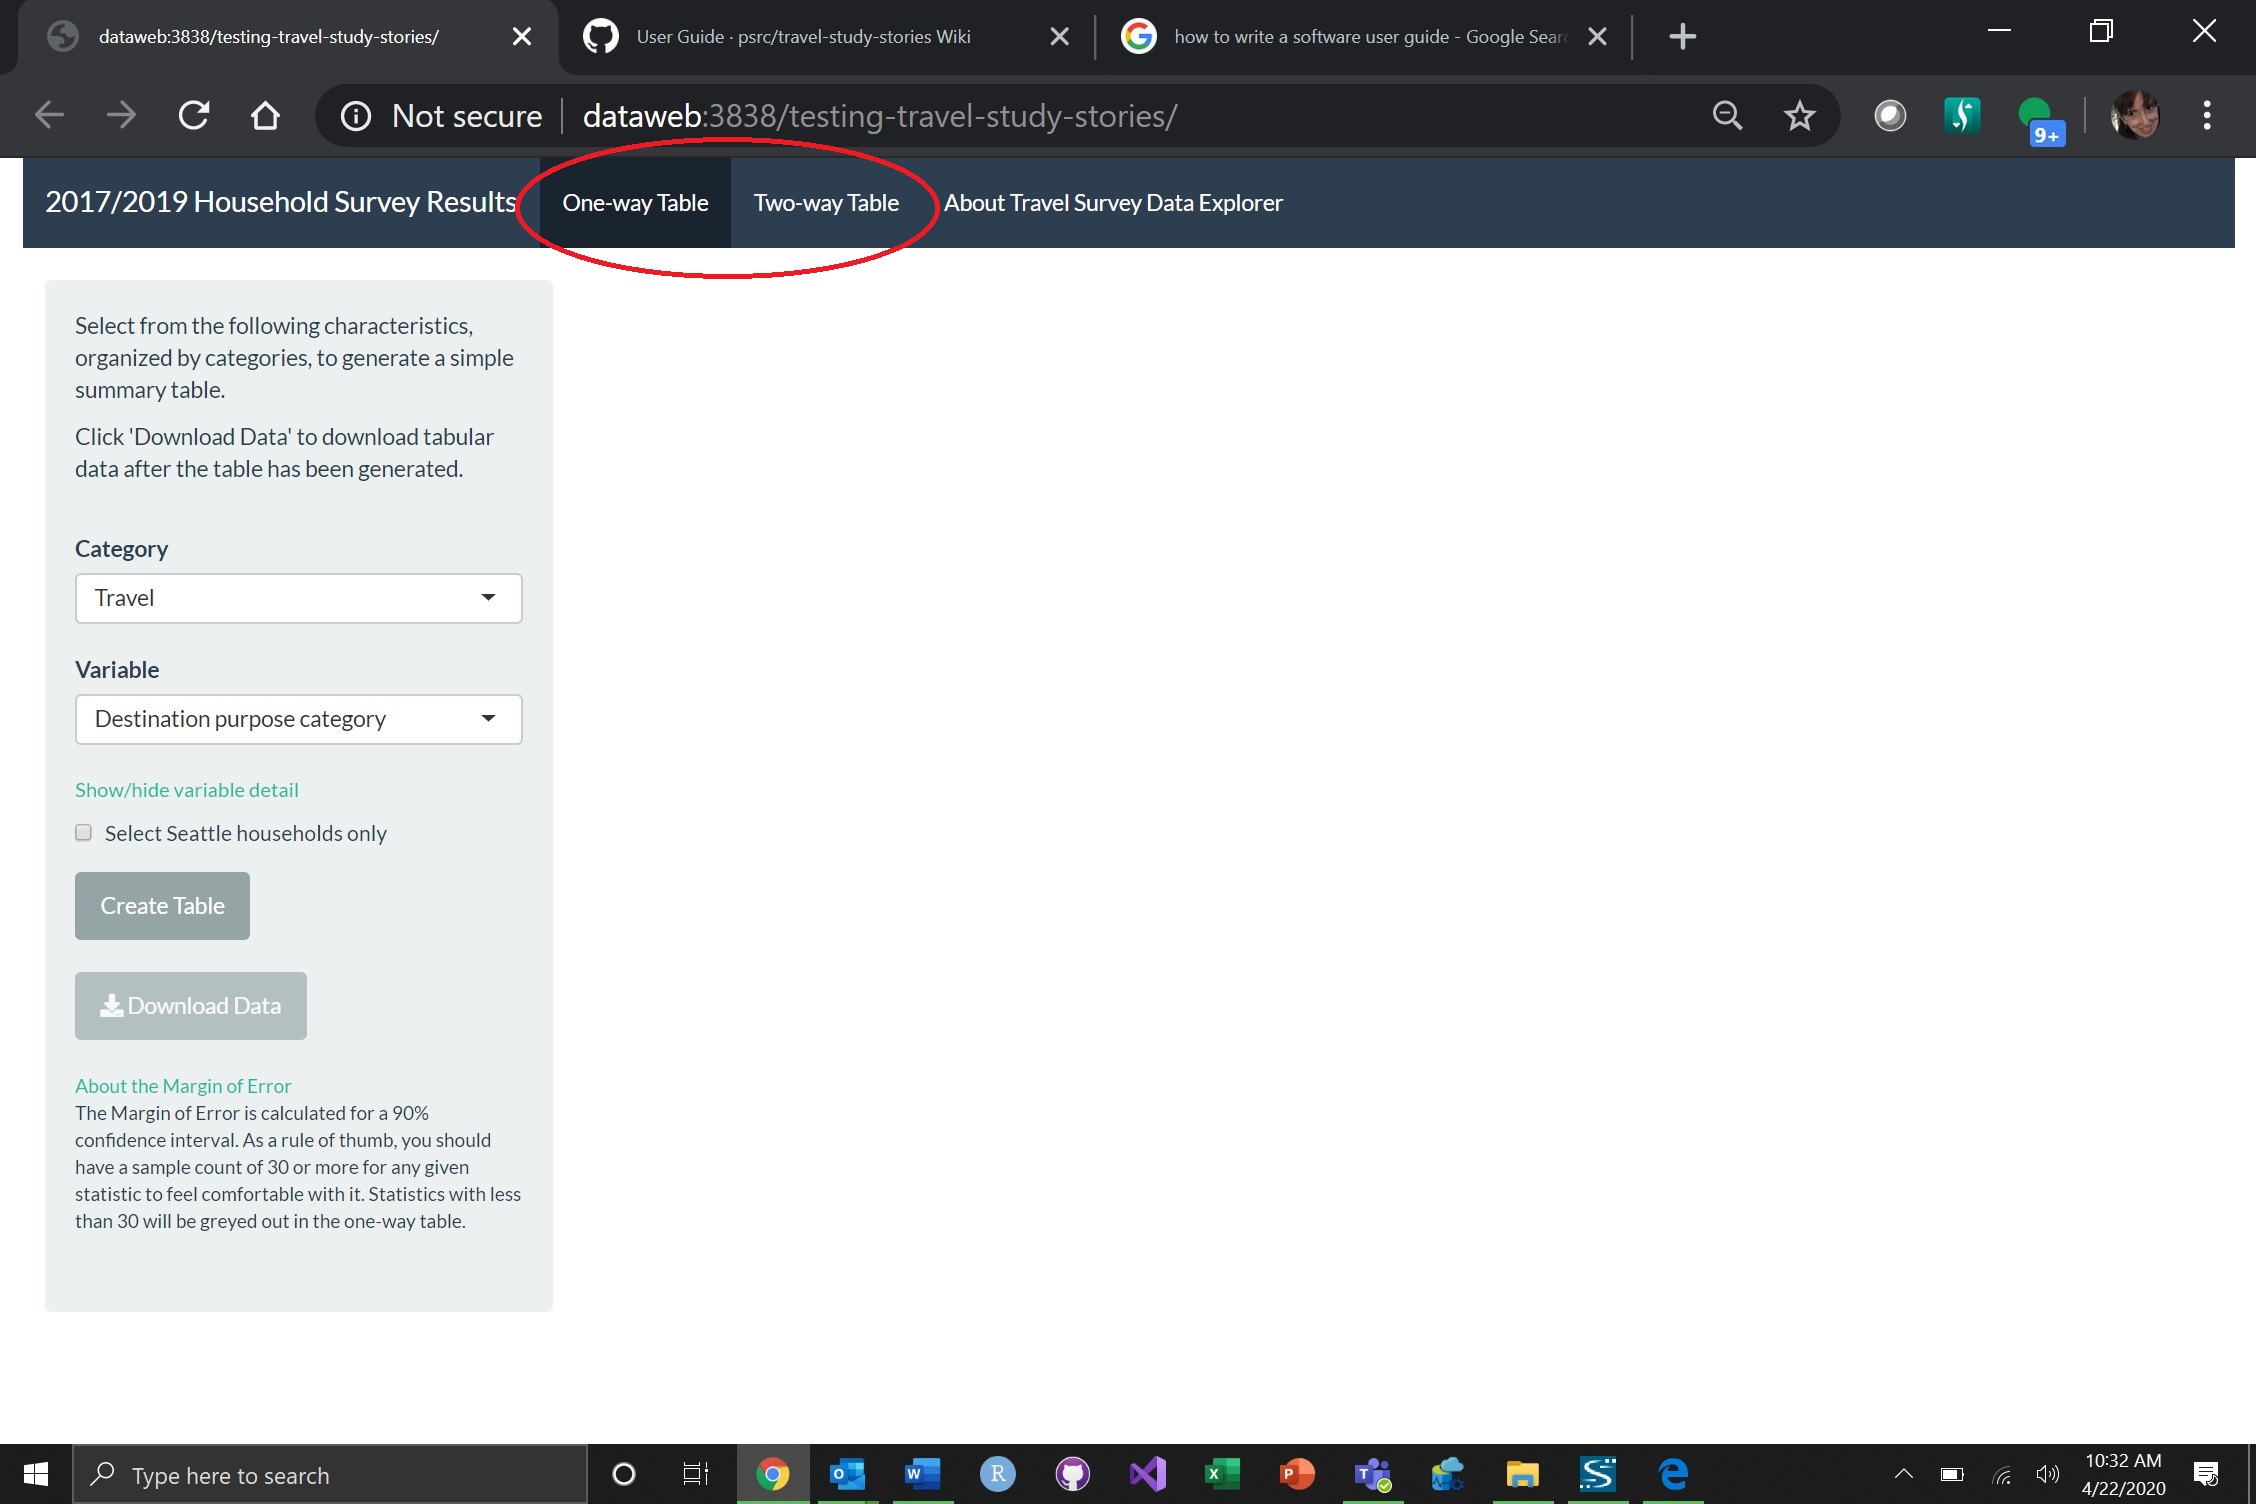 dataweb:3838/testing-travel-study-stories/
User Guide · psrc/travel-study-stories Wiki
how to write a software user guide - Google Sear
Not secure
dataweb:3838/testing-travel-study-stories/
9+
2017/2019 Household Survey Results
One-way Table
Two-way Table
About Travel Survey Data Explorer
Select from the following characteristics,
organized by categories, to generate a simple
summary table.
Click 'Download Data' to download tabular
data after the table has been generated.
Category
Travel
Variable
Destination purpose category
Show/hide variable detail
Select Seattle households only
Create Table
Download Data
About the Margin of Error
The Margin of Error is calculated for a 90%
confidence interval. As a rule of thumb, you should
have a sample count of 30 or more for any given
statistic to feel comfortable with it. Statistics with less
than 30 will be greyed out in the one-way table.
Type here to search
10:32 AM
4/22/2020